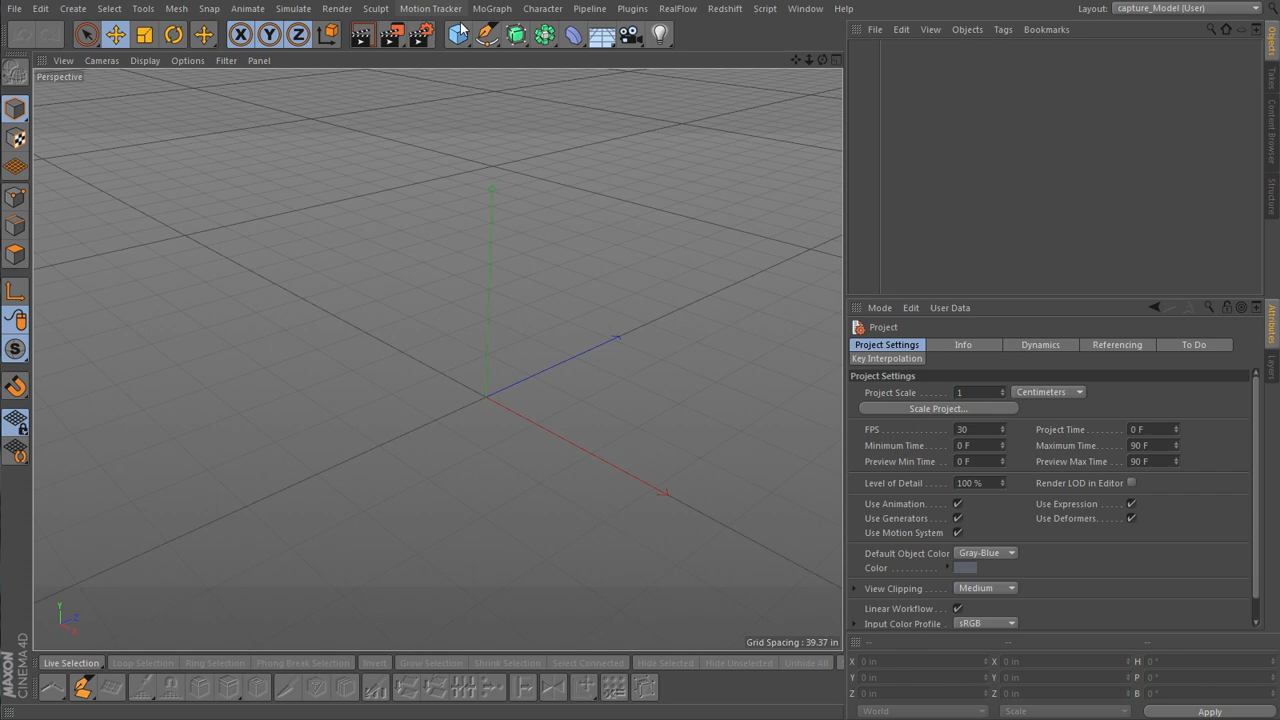 File Edit Create Select Tools Mesh Snap Animate Simulate Render Sculpt Motion Tracker MoGraph Character Pipeline Plugins RealFlow Redshift Script Window Help
Layout: capture_Model (User)
X Y Z
File Edit View Objects Tags Bookmarks
View Cameras Display Options Filter Panel
Perspective
Objects
Takes
Content Browser
Structure
Mode Edit User Data
Project
Project Settings Info Dynamics Referencing To Do
Key Interpolation
Project Settings
Project Scale 1 Centimeters
Scale Project...
FPS 30 Project Time 0 F
Minimum Time 0 F Maximum Time 90 F
Preview Min Time 0 F Preview Max Time 90 F
Level of Detail 100 % Render LOD in Editor
Use Animation Use Expression
Use Generators Use Deformers
Use Motion System
Default Object Color Gray-Blue
Color
View Clipping Medium
Linear Workflow
Input Color Profile sRGB
Attributes
Layers
S
Y
Z
X
Grid Spacing : 39.37 in
Live Selection Loop Selection Ring Selection Phong Break Selection Invert Grow Selection Shrink Selection Select Connected Hide Selected Hide Unselected Unhide All
-- -- --
X 0 in X 0 in H 0 °
Y 0 in Y 0 in P 0 °
Z 0 in Z 0 in B 0 °
World Scale Apply
MAXON
CINEMA 4D